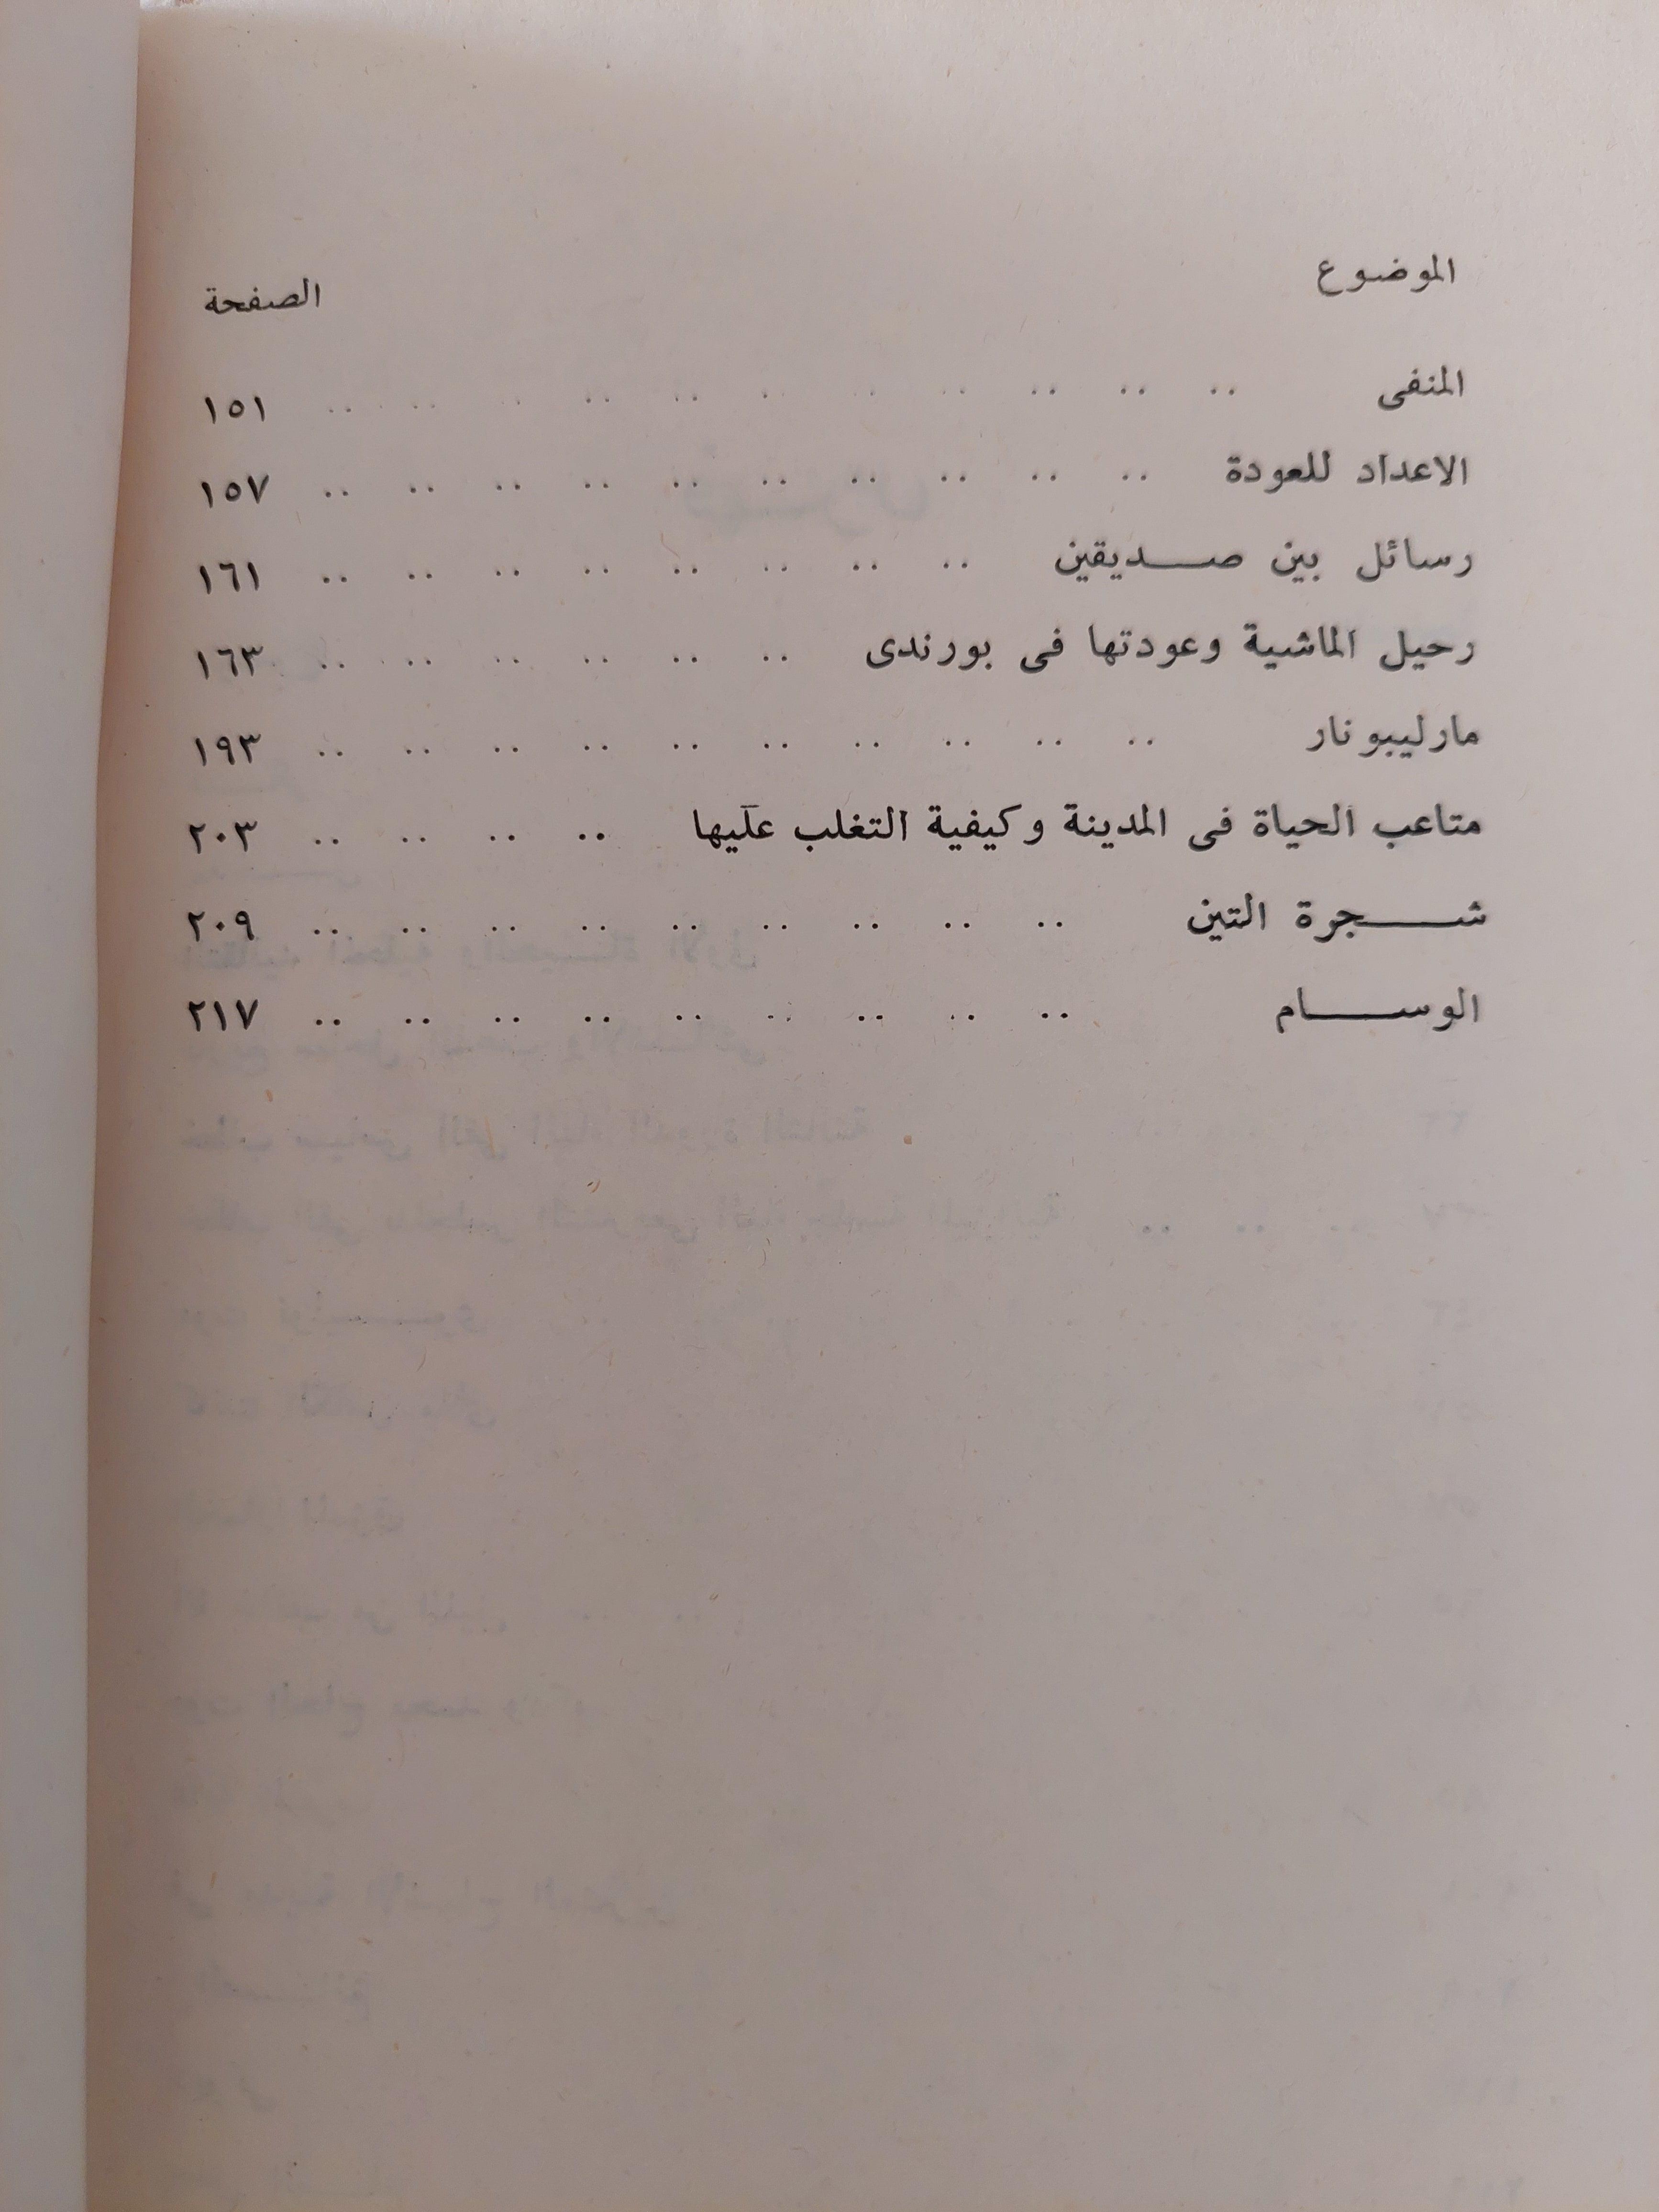 الموضوع الصفحة
المنفى .. .. .. .. .. .. .. .. .. .. .. ١٥١
الاعداد للعودة .. .. .. .. .. .. .. .. .. .. ١٥٧
رسائل بين صديقين .. .. .. .. .. .. .. .. ١٦١
رحيل الماشية وعودتها فى بورندى .. .. .. .. .. .. ١٦٣
مارليبونار .. .. .. .. .. .. .. .. .. .. ١٩٣
متاعب الحياة فى المدينة وكيفية التغلب عليها .. .. .. .. ٢٠٣
شجرة التين .. .. .. .. .. .. .. .. .. ٢٠٩
الوسام .. .. .. .. .. .. .. .. .. ٢١٧